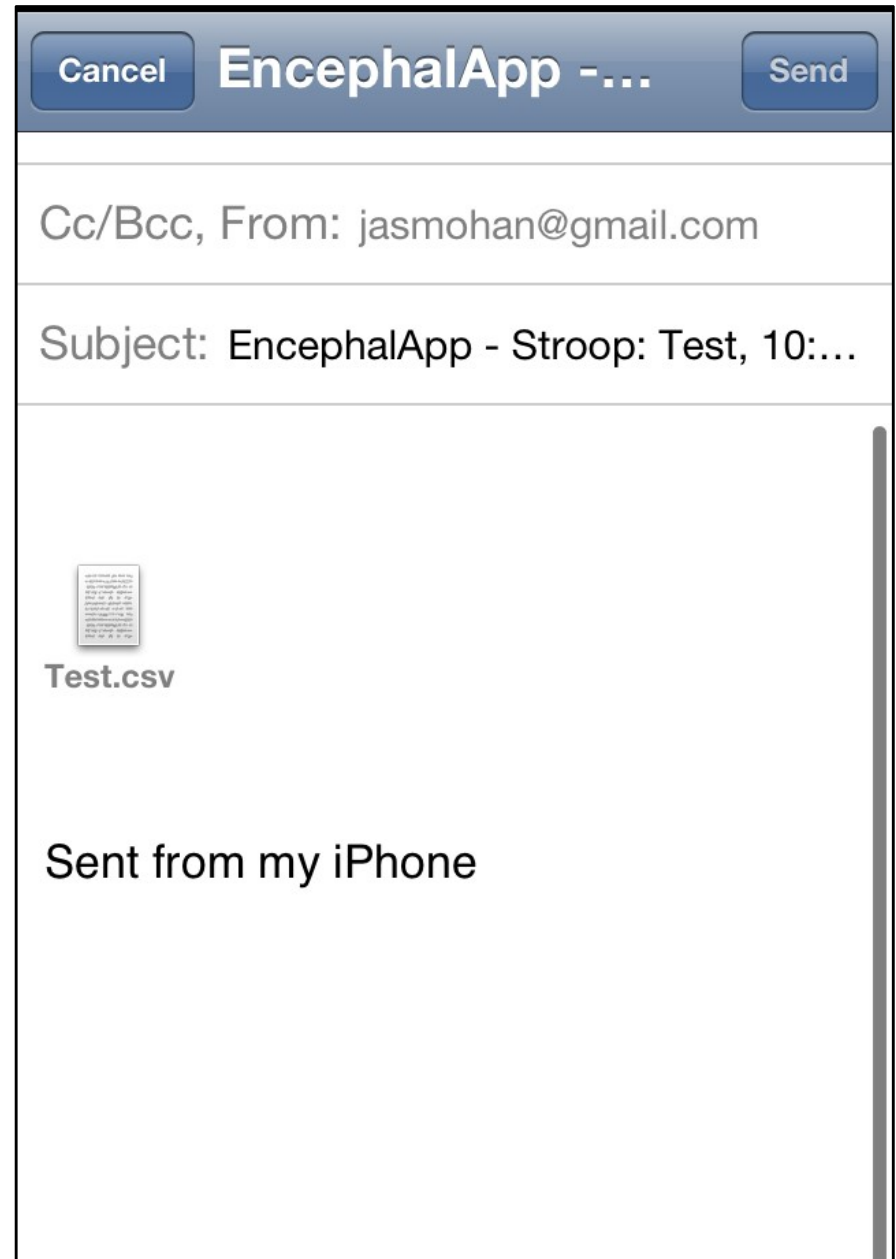 Cancel EncephalApp -... Send
Cc/Bcc, From: jasmohan@gmail.com
Subject: EncephalApp - Stroop: Test, 10:...
Test.csv
Sent from my iPhone